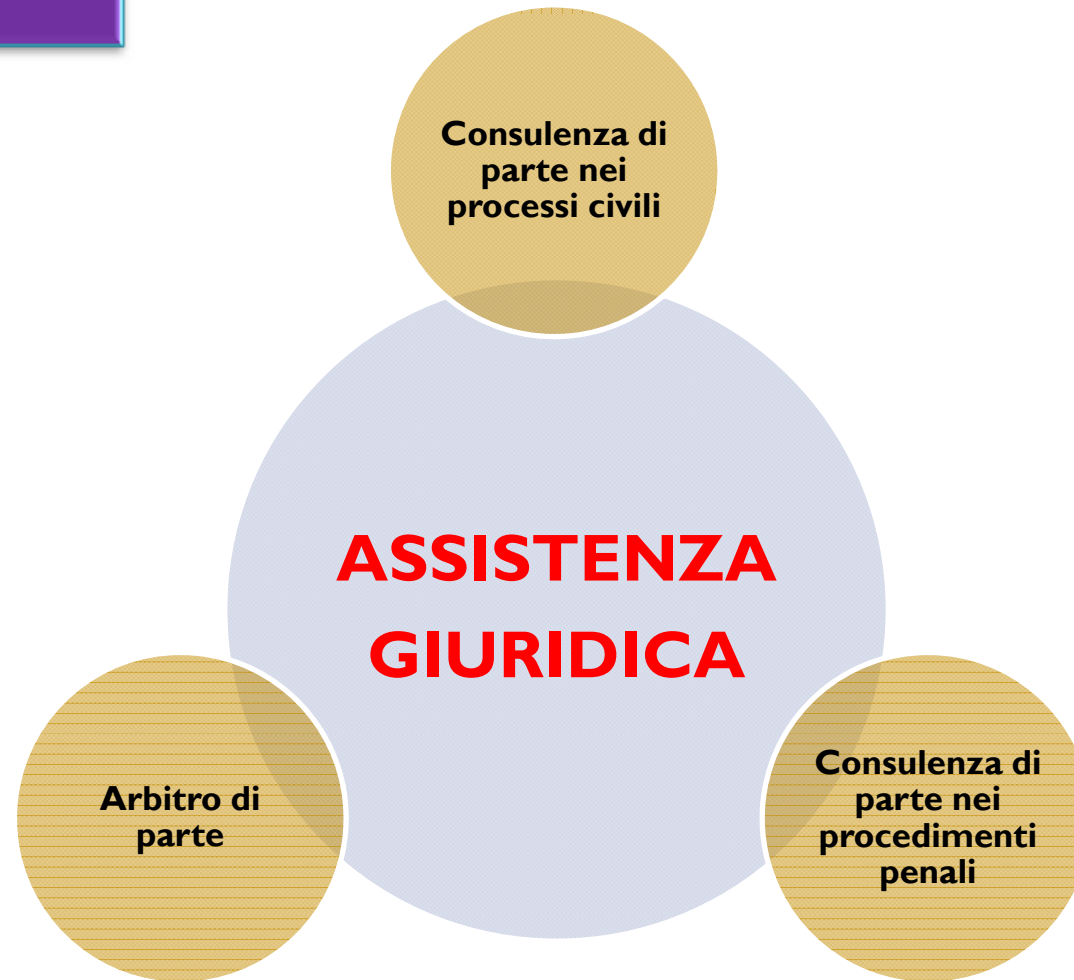 Consulenza di
parte nei
processi civili
ASSISTENZA
GIURIDICA
Arbitro di
parte
Consulenza di
parte nei
procedimenti
penali